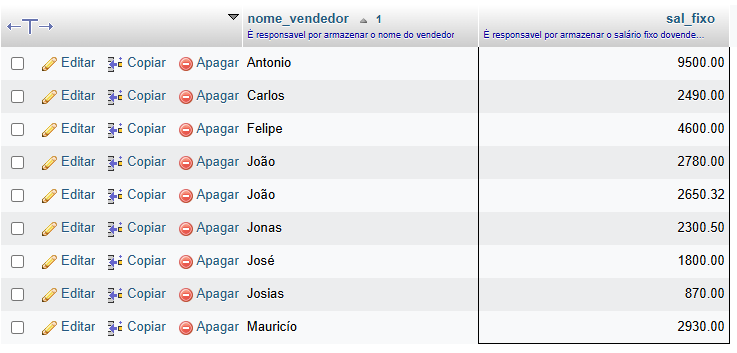 nome_vendedor 1 sal_fixo
É responsavel por armazenar o nome do vendedor É responsavel por armazenar o salário fixo dovende...
Editar Copiar Apagar Antonio 9500.00
Editar Copiar Apagar Carlos 2490.00
Editar Copiar Apagar Felipe 4600.00
Editar Copiar Apagar João 2780.00
Editar Copiar Apagar João 2650.32
Editar Copiar Apagar Jonas 2300.50
Editar Copiar Apagar José 1800.00
Editar Copiar Apagar Josias 870.00
Editar Copiar Apagar Mauricío 2930.00